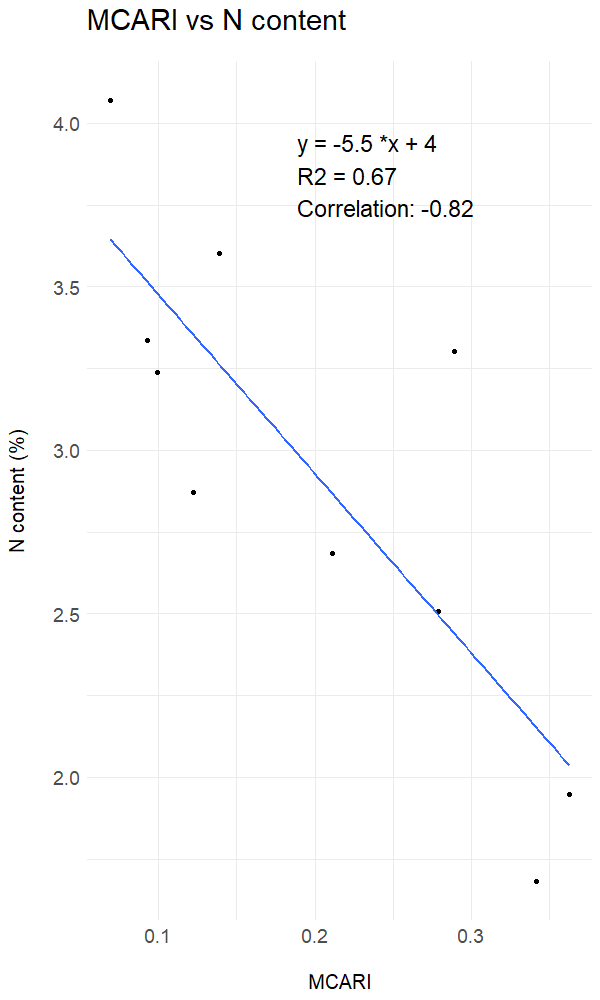 MCARI vs N content
y = -5.5 *x + 4
R2 = 0.67
Correlation: -0.82
4.0
3.5
3.0
2.5
2.0
N content (%)
0.1 0.2 0.3
MCARI